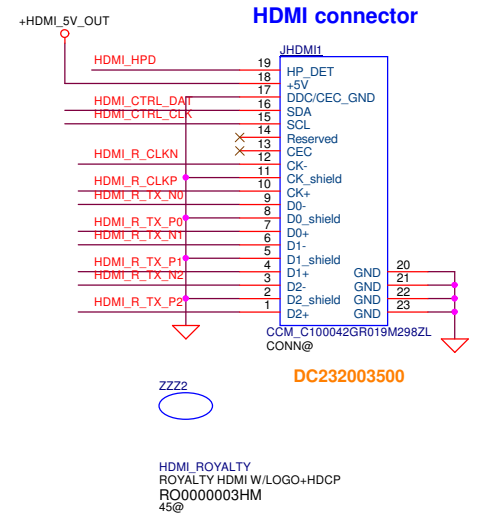 HDMI connector
+HDMI_5V_OUT
JHDMI1
HDMI_HPD 19 HP_DET
18 +5V
17 DDC/CEC_GND
HDMI_CTRL_DAT 16 SDA
HDMI_CTRL_CLK 15 SCL
14 Reserved
13 CEC
HDMI_R_CLKN 12 CK-
11 CK_shield
HDMI_R_CLKP 10 CK+
HDMI_R_TX_N0 9 D0-
8 D0_shield
HDMI_R_TX_P0 7 D0+
HDMI_R_TX_N1 6 D1-
5 D1_shield
HDMI_R_TX_P1 4 D1+ GND 20
HDMI_R_TX_N2 3 D2- GND 21
2 D2_shield GND 22
HDMI_R_TX_P2 1 D2+ GND 23
CCM_C100042GR019M298ZL
CONN@
DC232003500
ZZZ2
HDMI_ROYALTY
ROYALTY HDMI W/LOGO+HDCP
RO0000003HM
45@